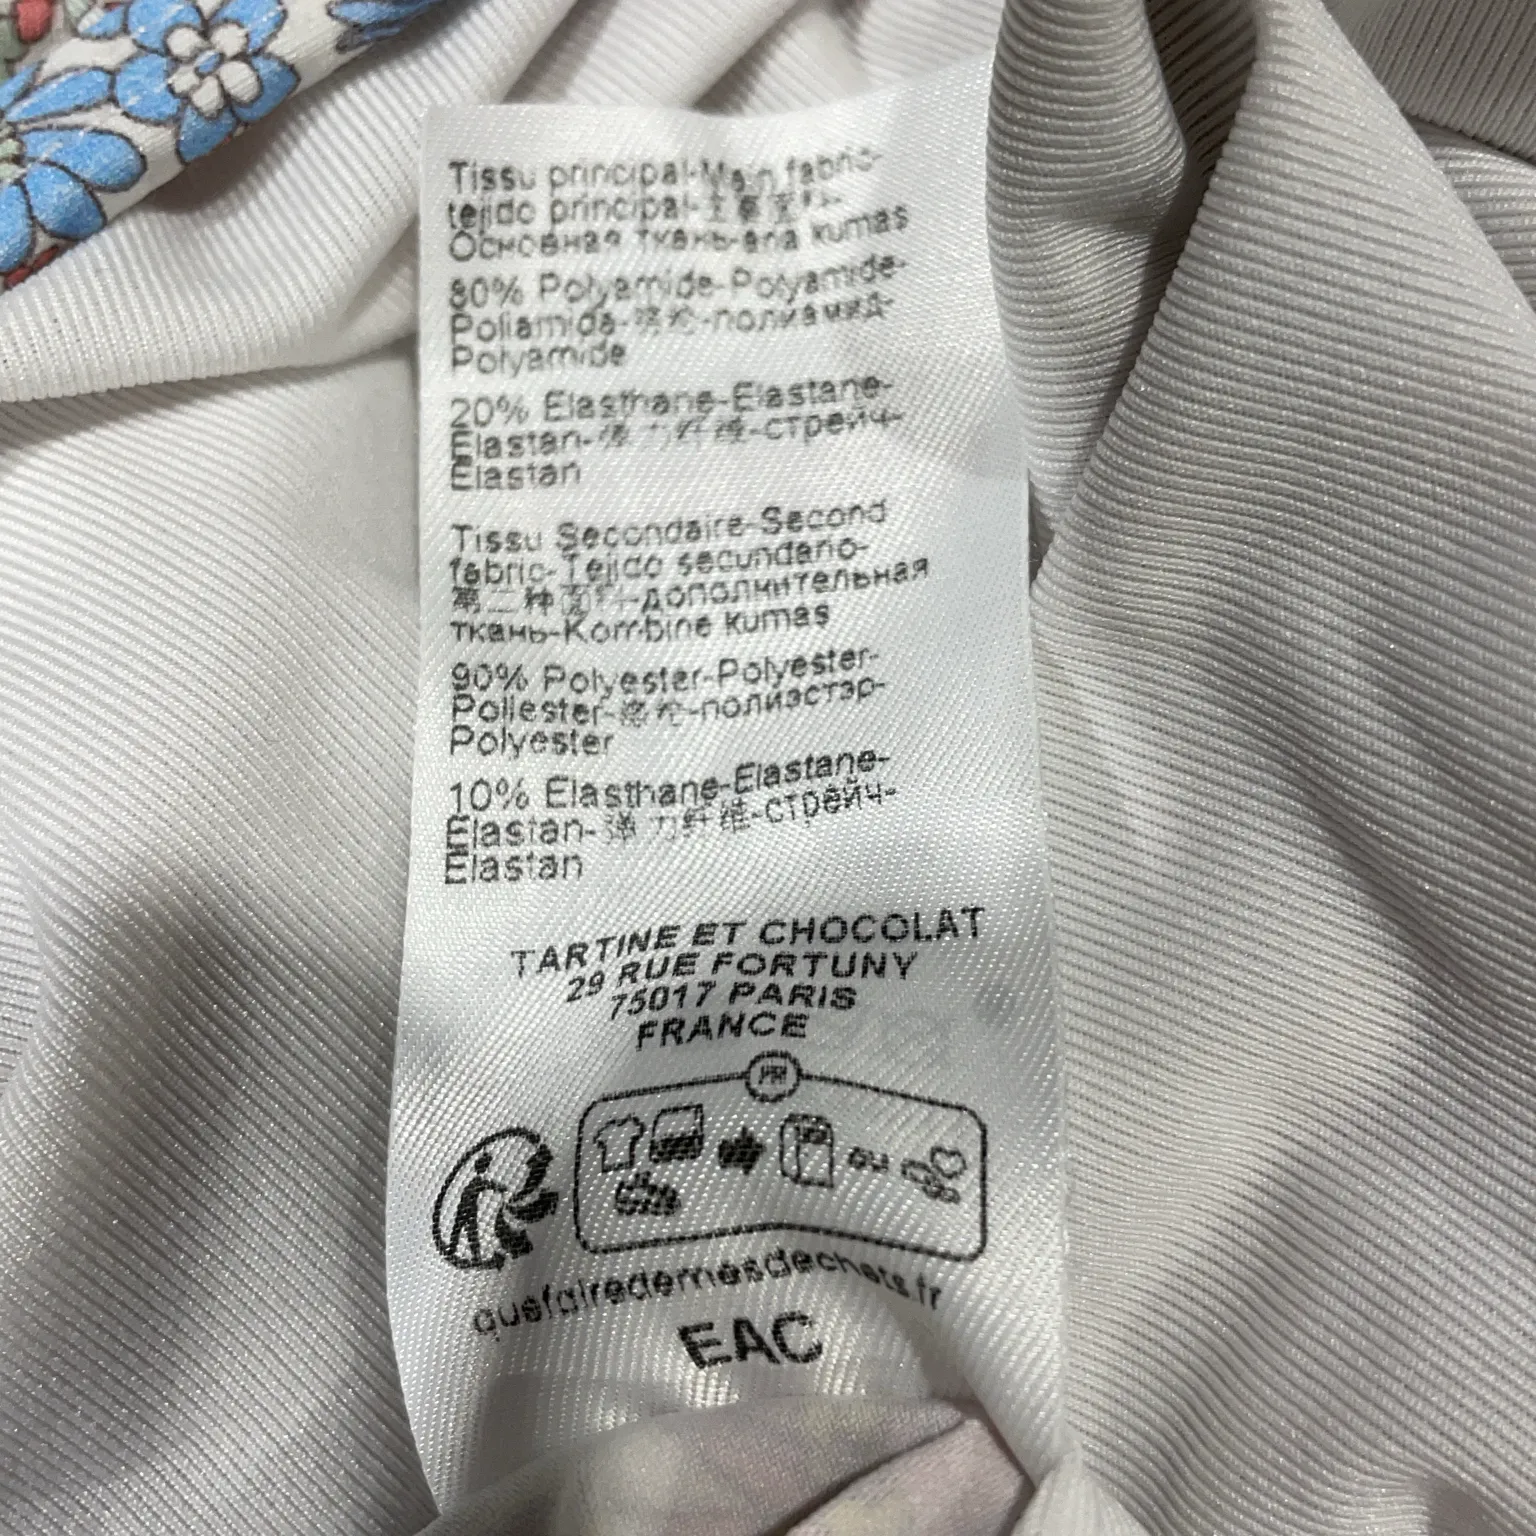 Tissu principal-Main fabric-
tejido principal-主要面料-
Основная ткань-ana kumas
80% Polyamide-Polyamide-
Poliamida-锦纶-полиамид-
Polyamide
20% Elasthane-Elastane-
Elastan-弹力纤维-стрейч-
Elastan
Tissu Secondaire-Second
fabric-Tejido secundario-
第二种面料-дополнительная
ткань-Kombine kumas
90% Polyester-Polyester-
Poliester-涤纶-полиэстэр-
Polyester
10% Elasthane-Elastane-
Elastan-弹力纤维-стрейч-
Elastan
TARTINE ET CHOCOLAT
29 RUE FORTUNY
75017 PARIS
FRANCE
FR
ou
quefairedemesdechets.fr
EAC